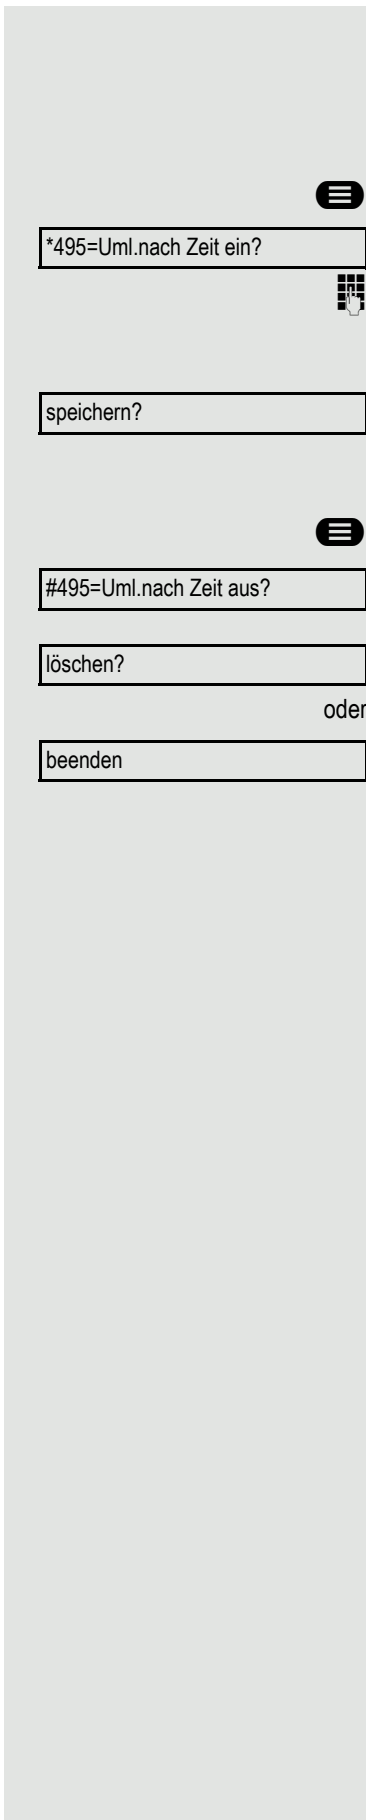 *495=Uml.nach Zeit ein?
speichern?
#495=Uml.nach Zeit aus?
löschen?
oder
beenden